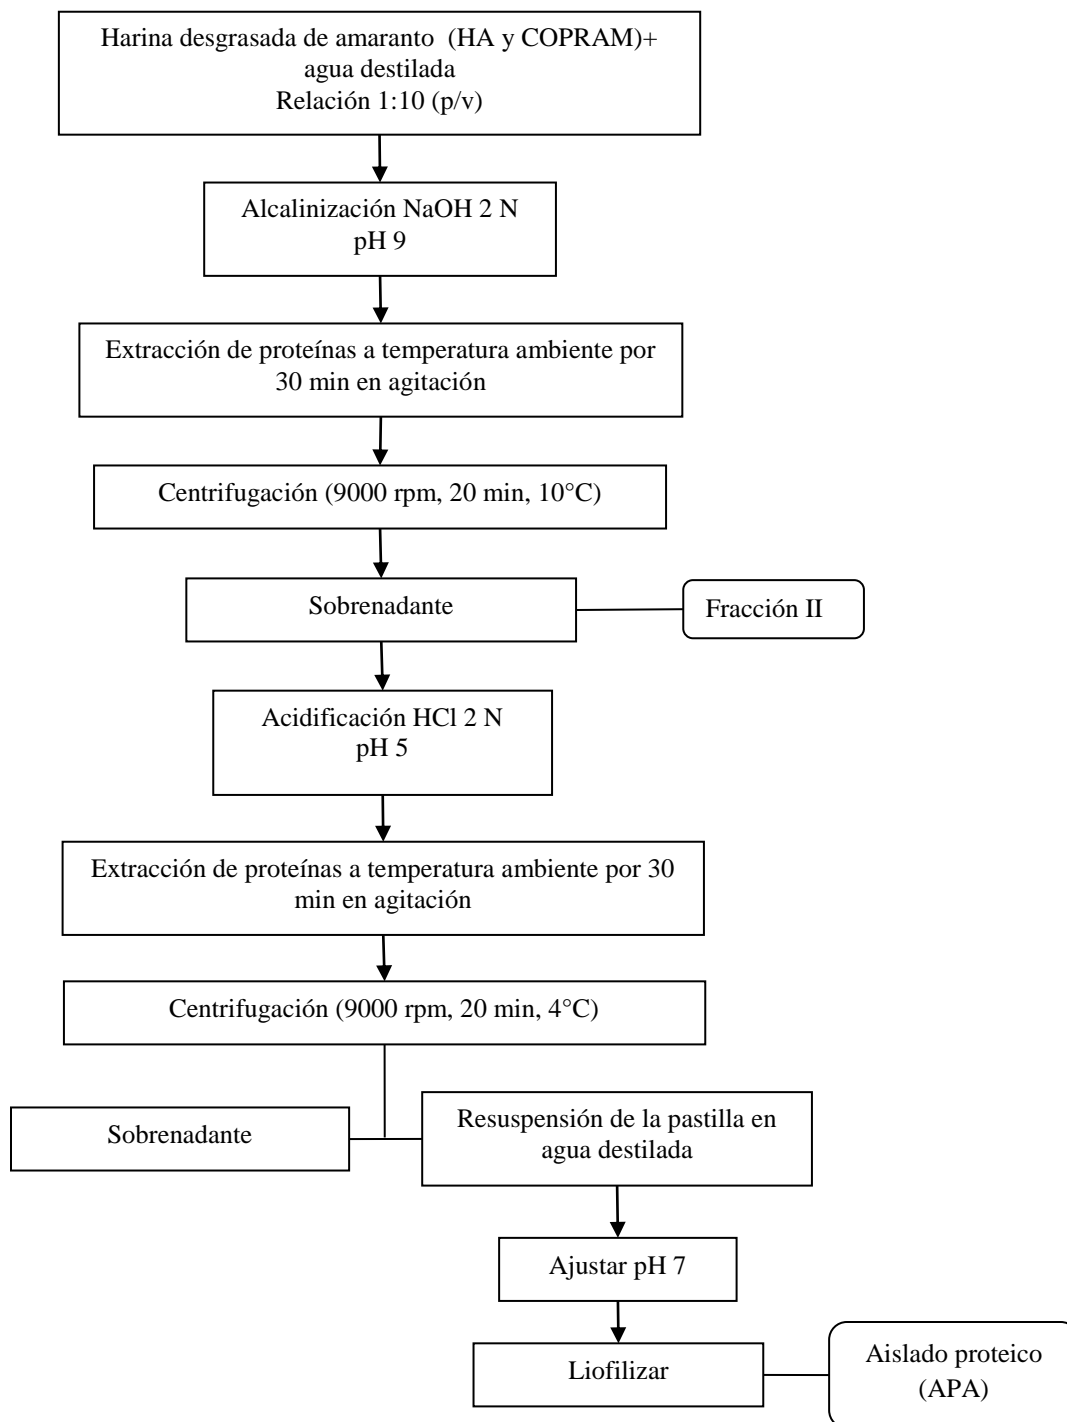 Harina desgrasada de amaranto  (HA y COPRAM)+
agua destilada
Relación 1:10 (p/v)
Alcalinización NaOH 2 N
pH 9
Extracción de proteínas a temperatura ambiente por
30 min en agitación
Centrifugación (9000 rpm, 20 min, 10°C)
Sobrenadante
Fracción II
Acidificación HCl 2 N
pH 5
Extracción de proteínas a temperatura ambiente por 30
min en agitación
Centrifugación (9000 rpm, 20 min, 4°C)
Sobrenadante
Resuspensión de la pastilla en
agua destilada
Ajustar pH 7
Liofilizar
Aislado proteico
(APA)